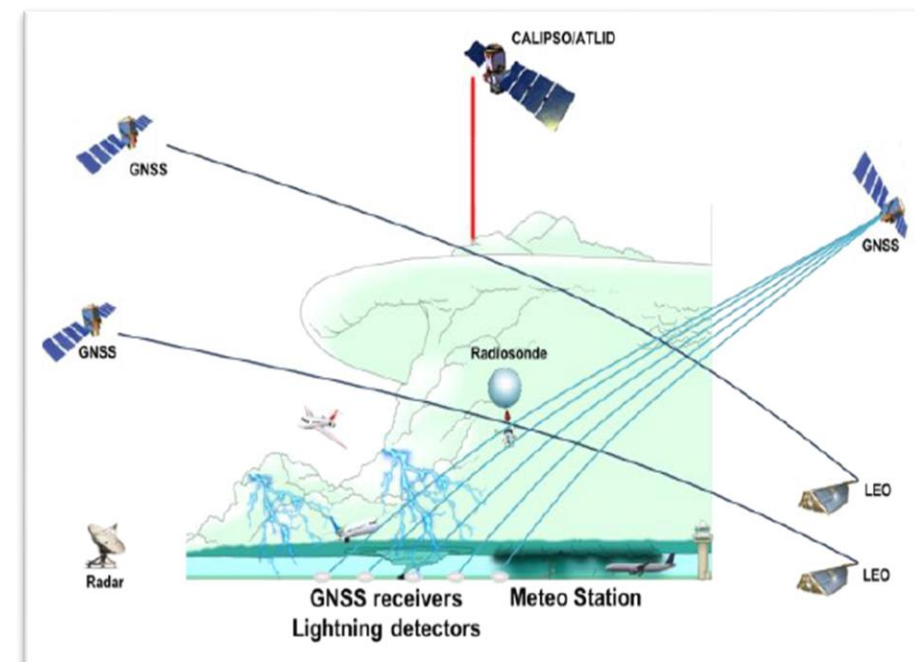 CALIPSO/ATLID
GNSS
GNSS
GNSS
Radiosonde
LEO
LEO
Radar
GNSS receivers
Lightning detectors
Meteo Station